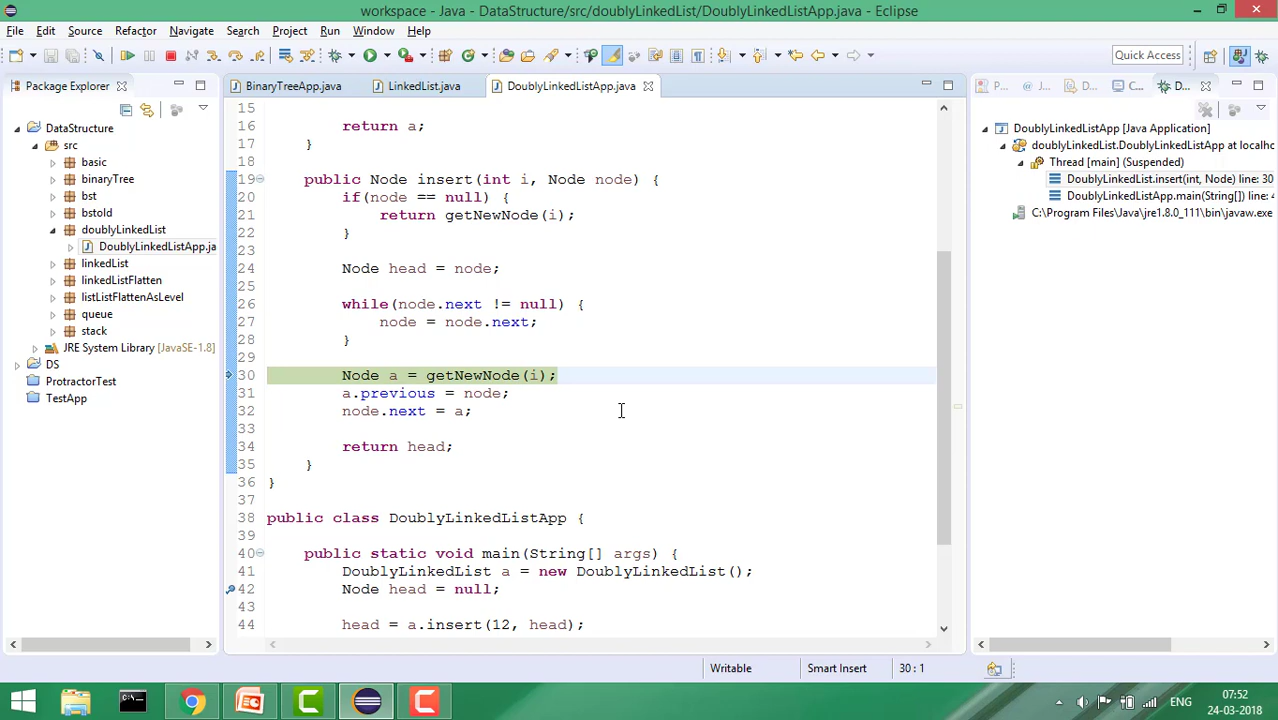 workspace - Java - DataStructure/src/doublyLinkedList/DoublyLinkedListApp.java - Eclipse
File Edit Source Refactor Navigate Search Project Run Window Help
Quick Access
Package Explorer
BinaryTreeApp.java LinkedList.java DoublyLinkedListApp.java
P... J... D... C... D...
DataStructure
src
basic
binaryTree
bst
bstold
doublyLinkedList
DoublyLinkedListApp.ja
linkedList
linkedListFlatten
listListFlattenAsLevel
queue
stack
JRE System Library [JavaSE-1.8]
DS
ProtractorTest
TestApp
15
16 return a;
17 }
18
19 public Node insert(int i, Node node) {
20 if(node == null) {
21 return getNewNode(i);
22 }
23
24 Node head = node;
25
26 while(node.next != null) {
27 node = node.next;
28 }
29
30 Node a = getNewNode(i);
31 a.previous = node;
32 node.next = a;
33
34 return head;
35 }
36 }
37
38 public class DoublyLinkedListApp {
39
40 public static void main(String[] args) {
41 DoublyLinkedList a = new DoublyLinkedList();
42 Node head = null;
43
44 head = a.insert(12, head);
DoublyLinkedListApp [Java Application]
doublyLinkedList.DoublyLinkedListApp at localho
Thread [main] (Suspended)
DoublyLinkedList.insert(int, Node) line: 30
DoublyLinkedListApp.main(String[]) line: 4
C:\Program Files\Java\jre1.8.0_111\bin\javaw.exe
Writable Smart Insert 30 : 1
ENG
07:52
24-03-2018